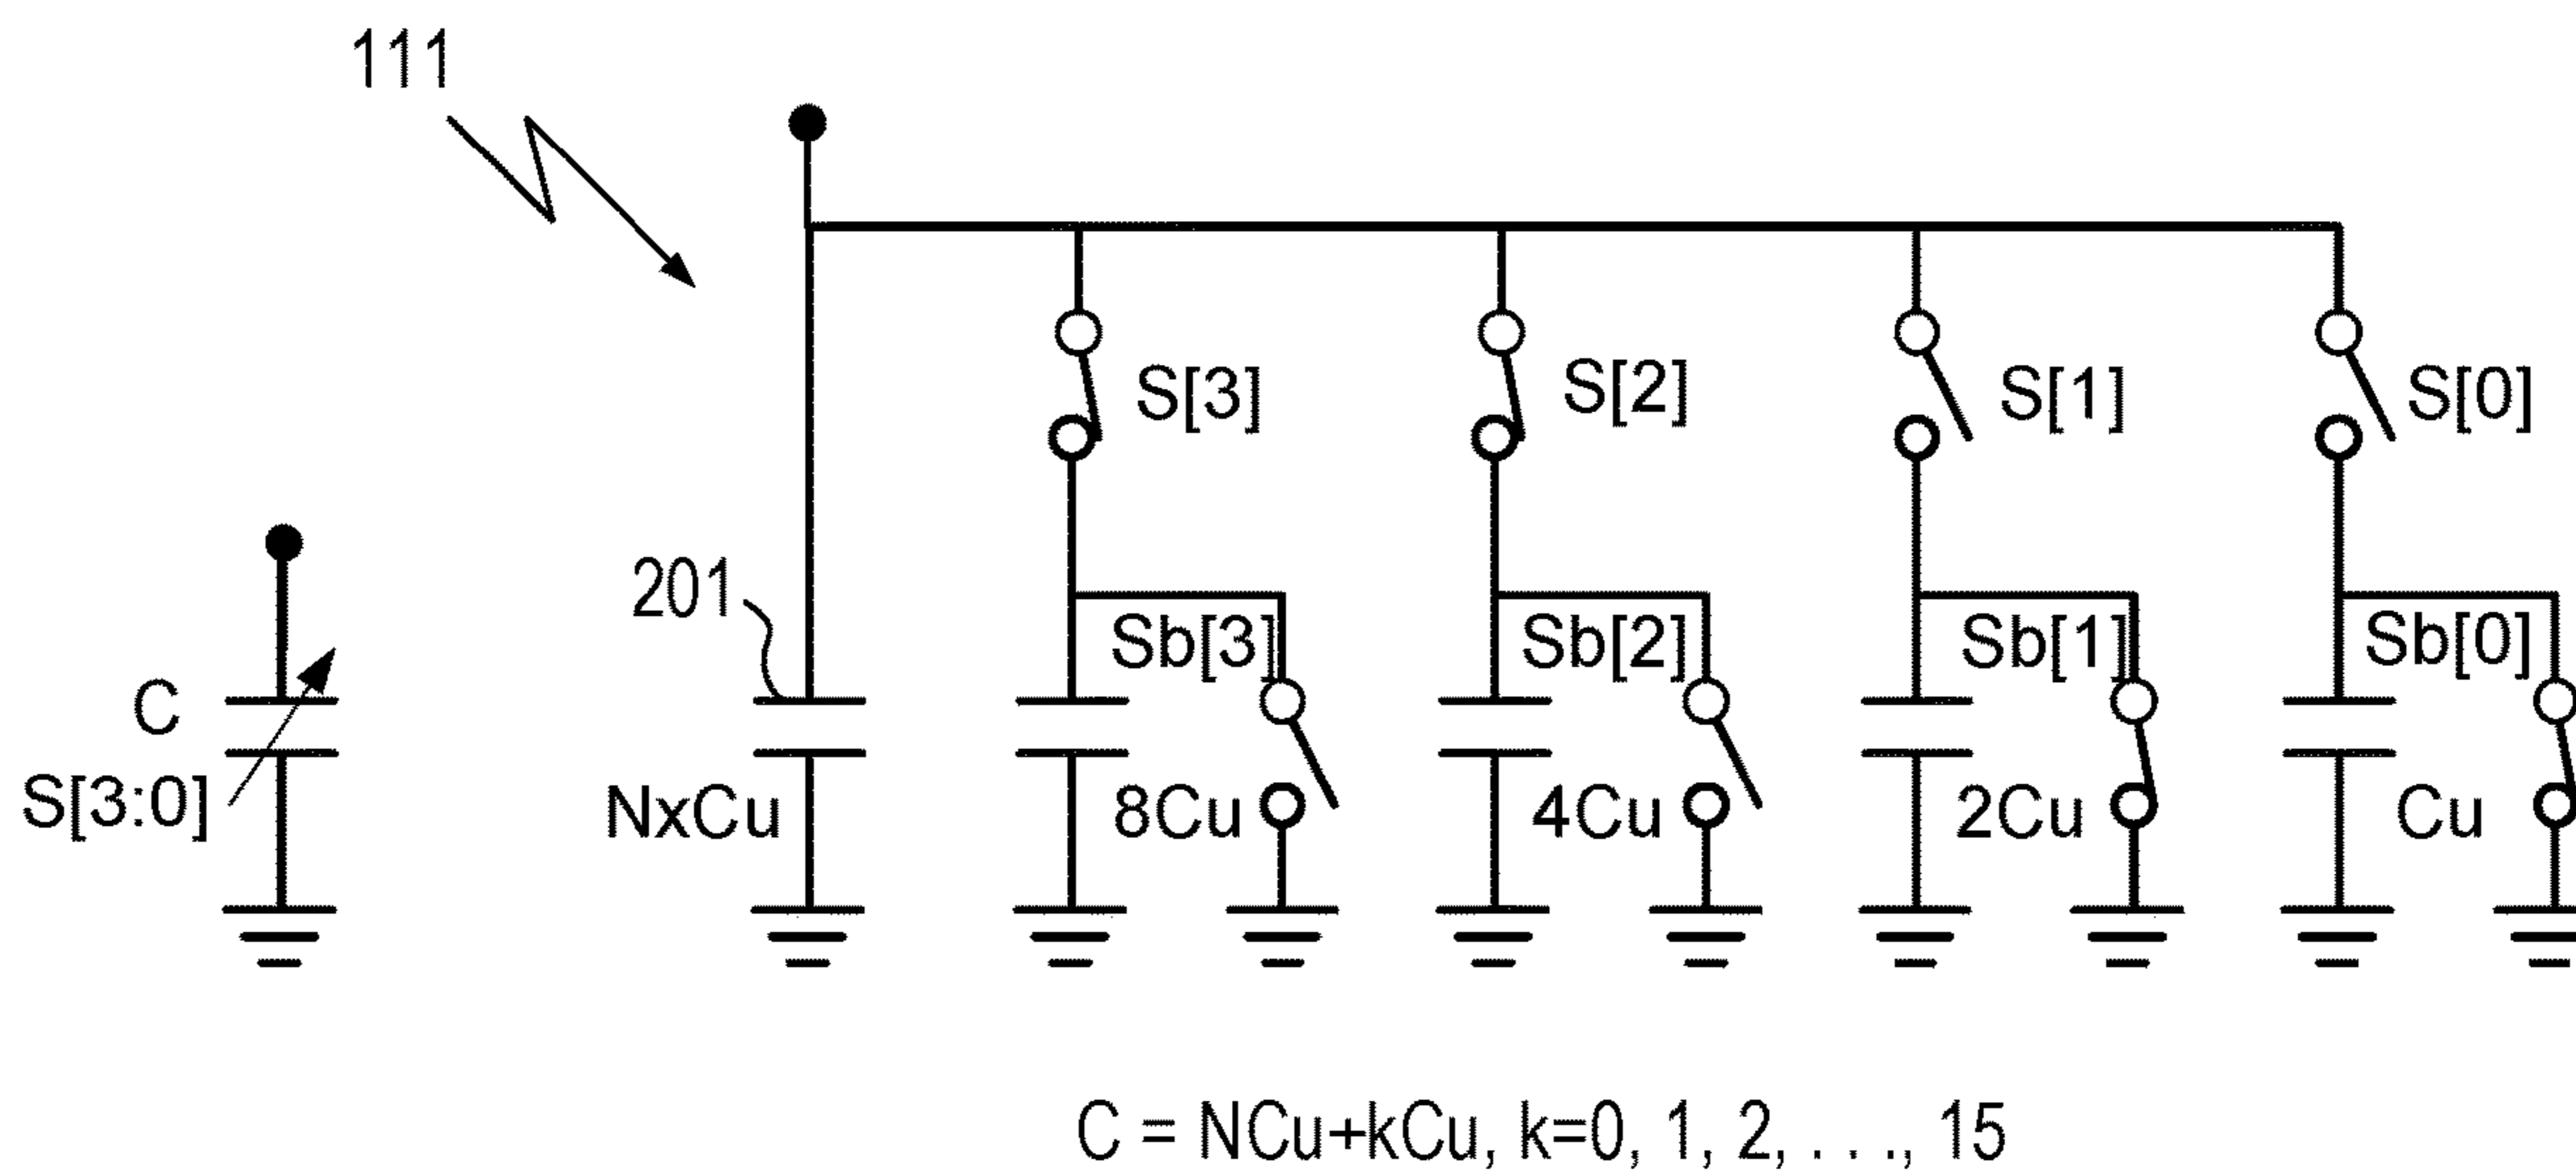 111
S[3]
S[2]
S[1]
S[0]
201
Sb[3]
Sb[2]
Sb[1]
Sb[0]
C
S[3:0]
NxCu
8Cu
4Cu
2Cu
Cu
C = NCu+kCu, k=0, 1, 2, . . ., 15